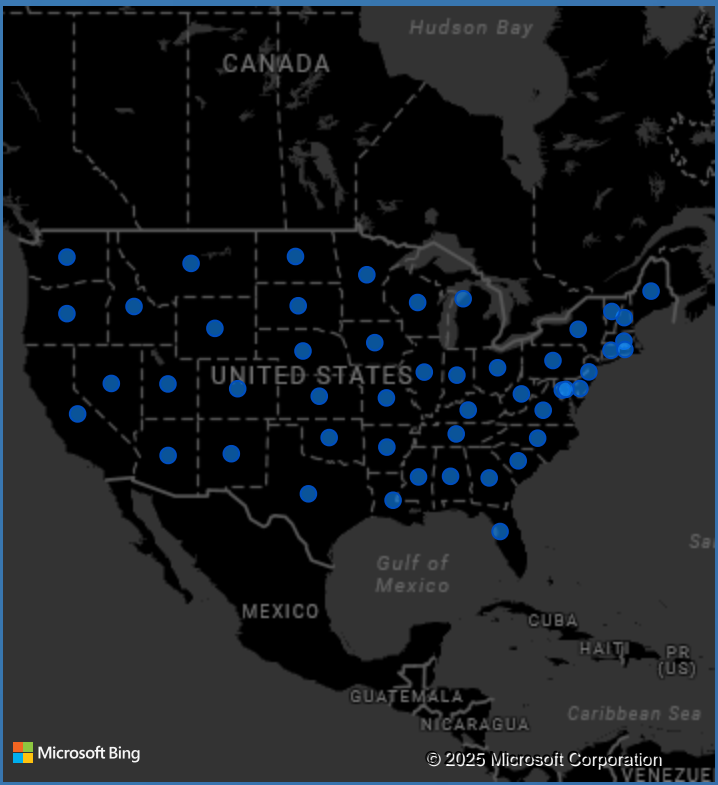 Hudson Bay
CANADA
UNITED STATES
Gulf of
Mexico
MEXICO
CUBA
HAITI
PR
(US)
GUATEMALA
NICARAGUA
Caribbean Sea
Microsoft Bing
© 2025 Microsoft Corporation